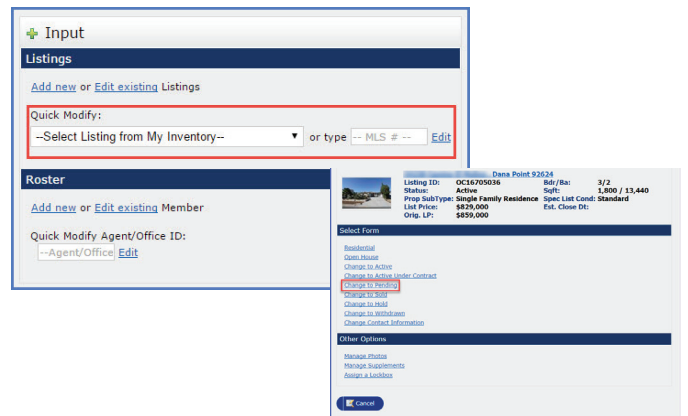 Input
Listings
Add new or Edit existing Listings
Quick Modify:
--Select Listing from My Inventory-- or type -- MLS # -- Edit
Roster
Add new or Edit existing Member
Quick Modify Agent/Office ID:
--Agent/Office Edit
Dana Point 92624
Listing ID: OC16705036 Bdr/Ba: 3/2
Status: Active Sqft: 1,800 / 13,440
Prop SubType: Single Family Residence Spec List Cond: Standard
List Price: $829,000 Est. Close Dt:
Orig. LP: $859,000
Select Form
Residential
Open House
Change to Active
Change to Active Under Contract
Change to Pending
Change to Sold
Change to Hold
Change to Withdrawn
Change Contact Information
Other Options
Manage Photos
Manage Supplements
Assign a Lockbox
Cancel